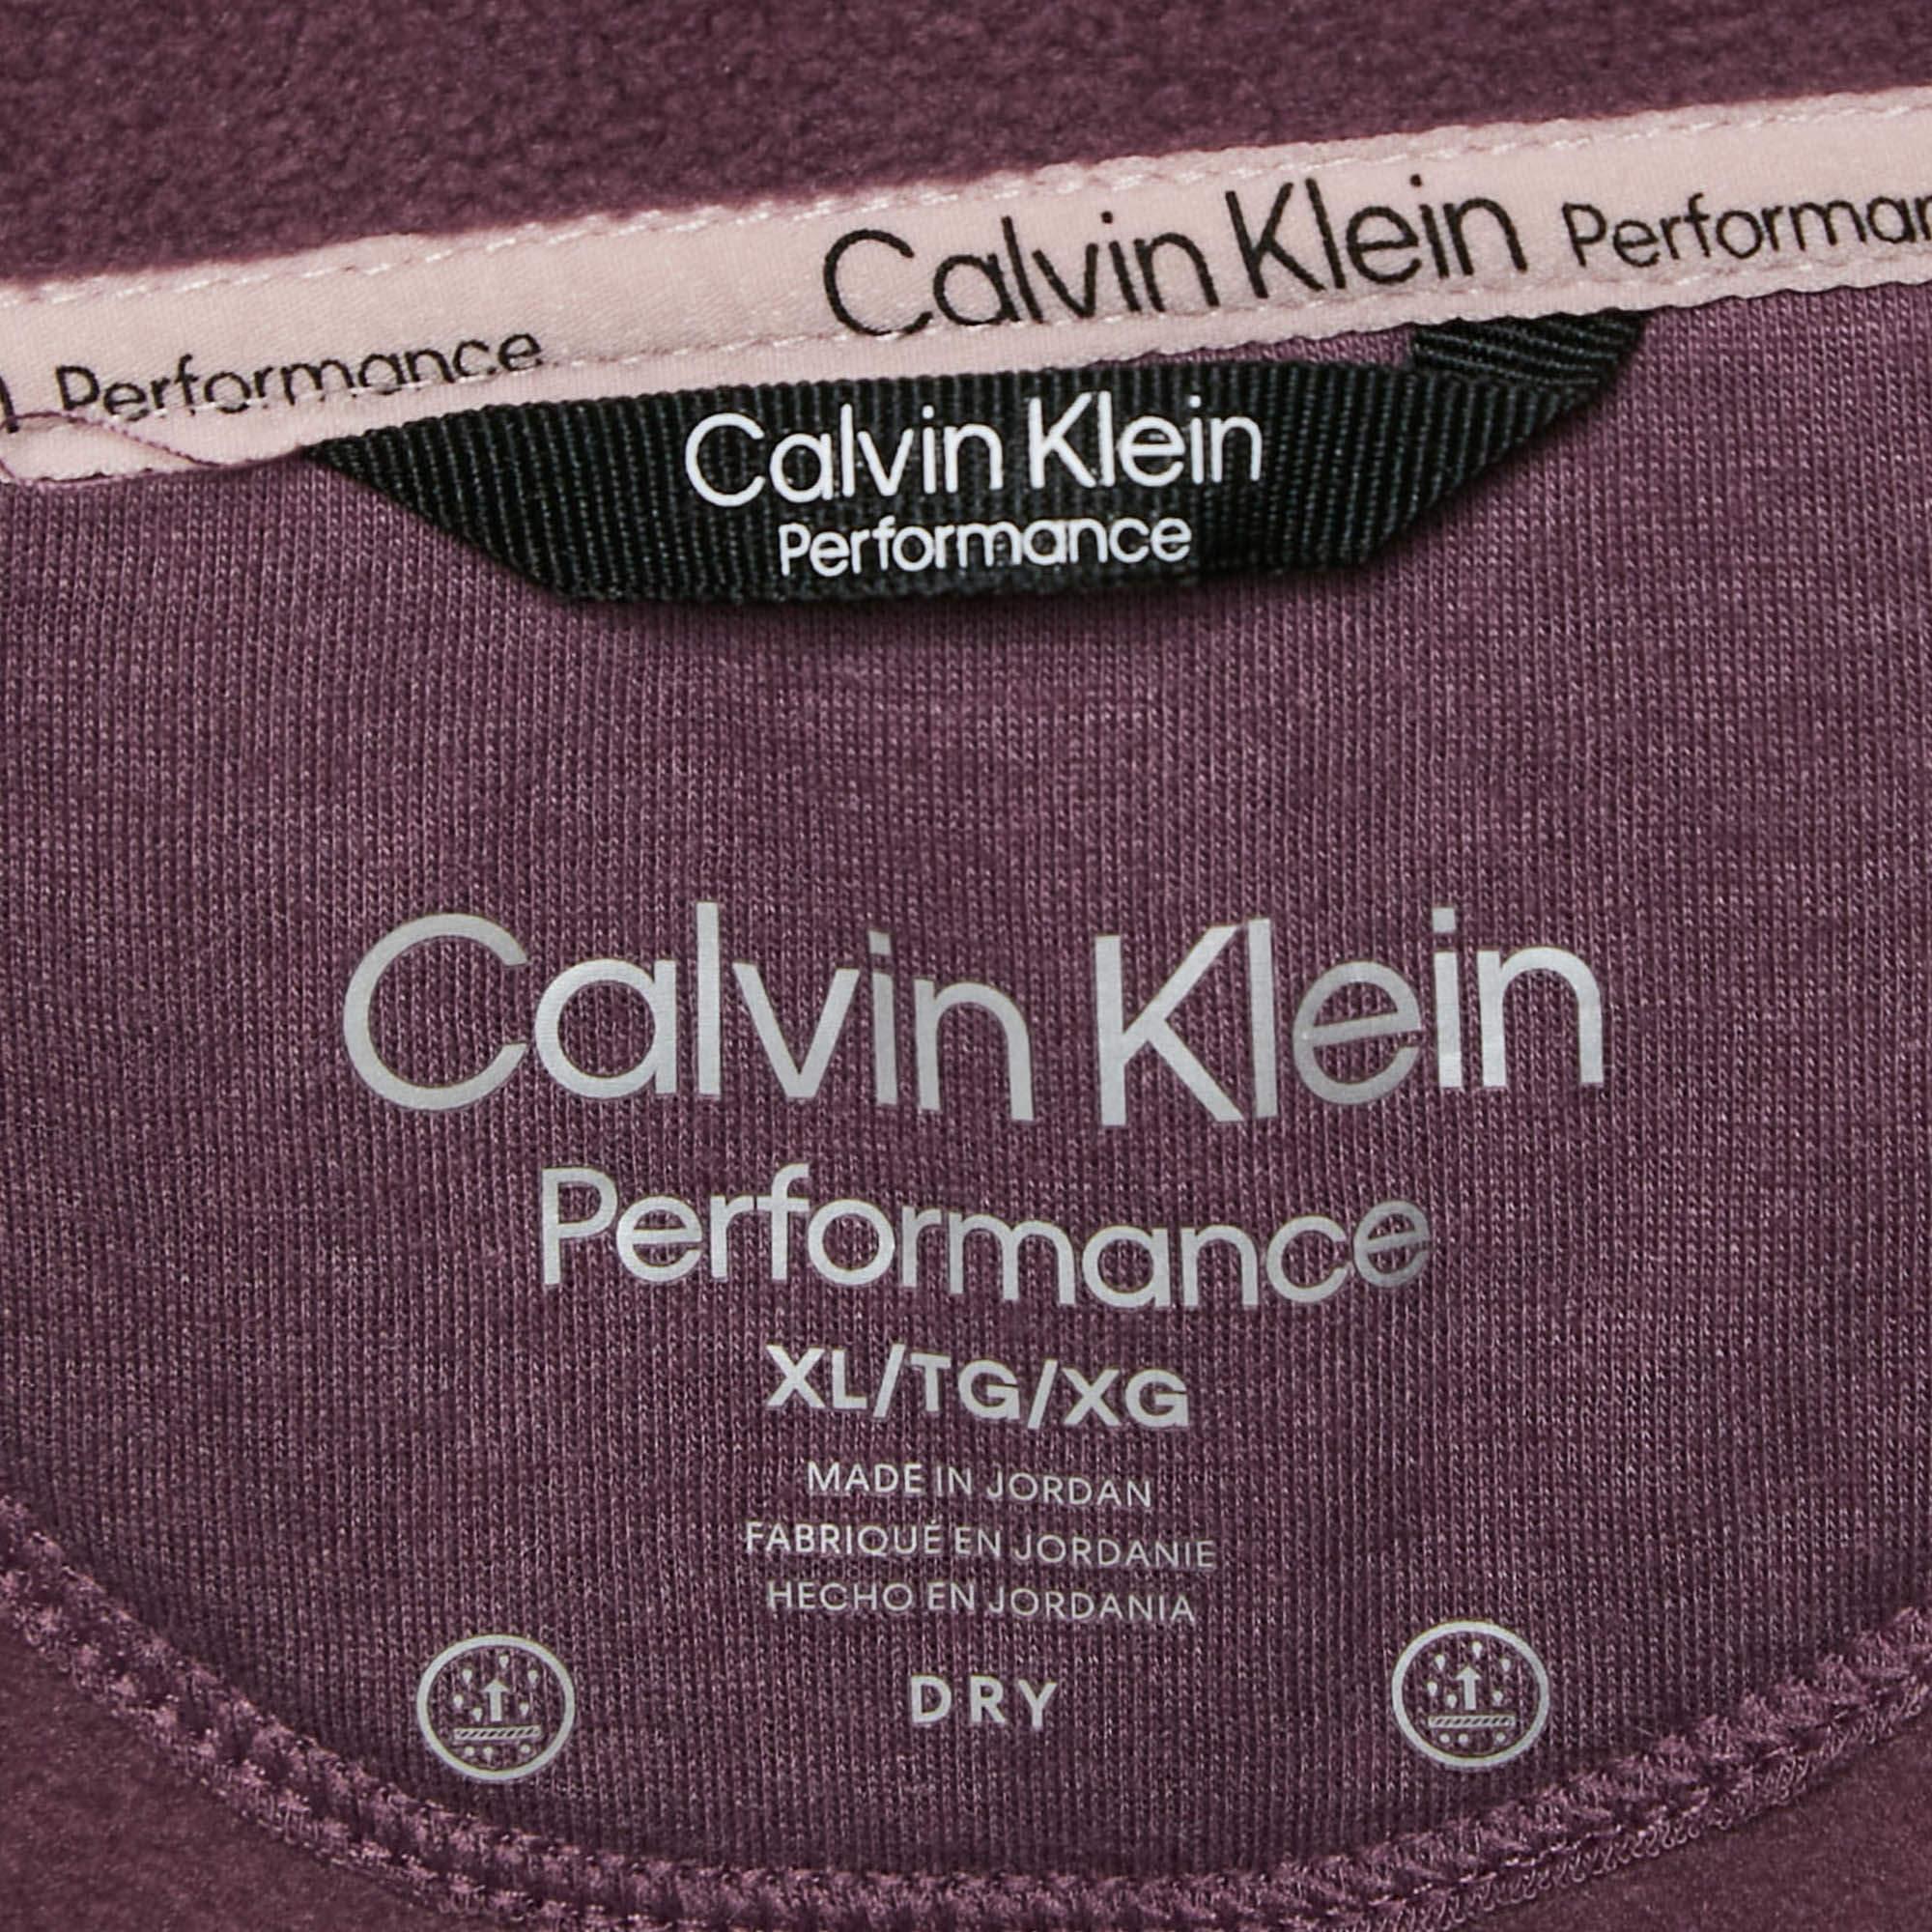 Performance
Calvin Klein Performan
Calvin Klein
Performance
Calvin Klein
Performance
XL/TG/XG
MADE IN JORDAN
FABRIQUÉ EN JORDANIE
HECHO EN JORDANIA
DRY